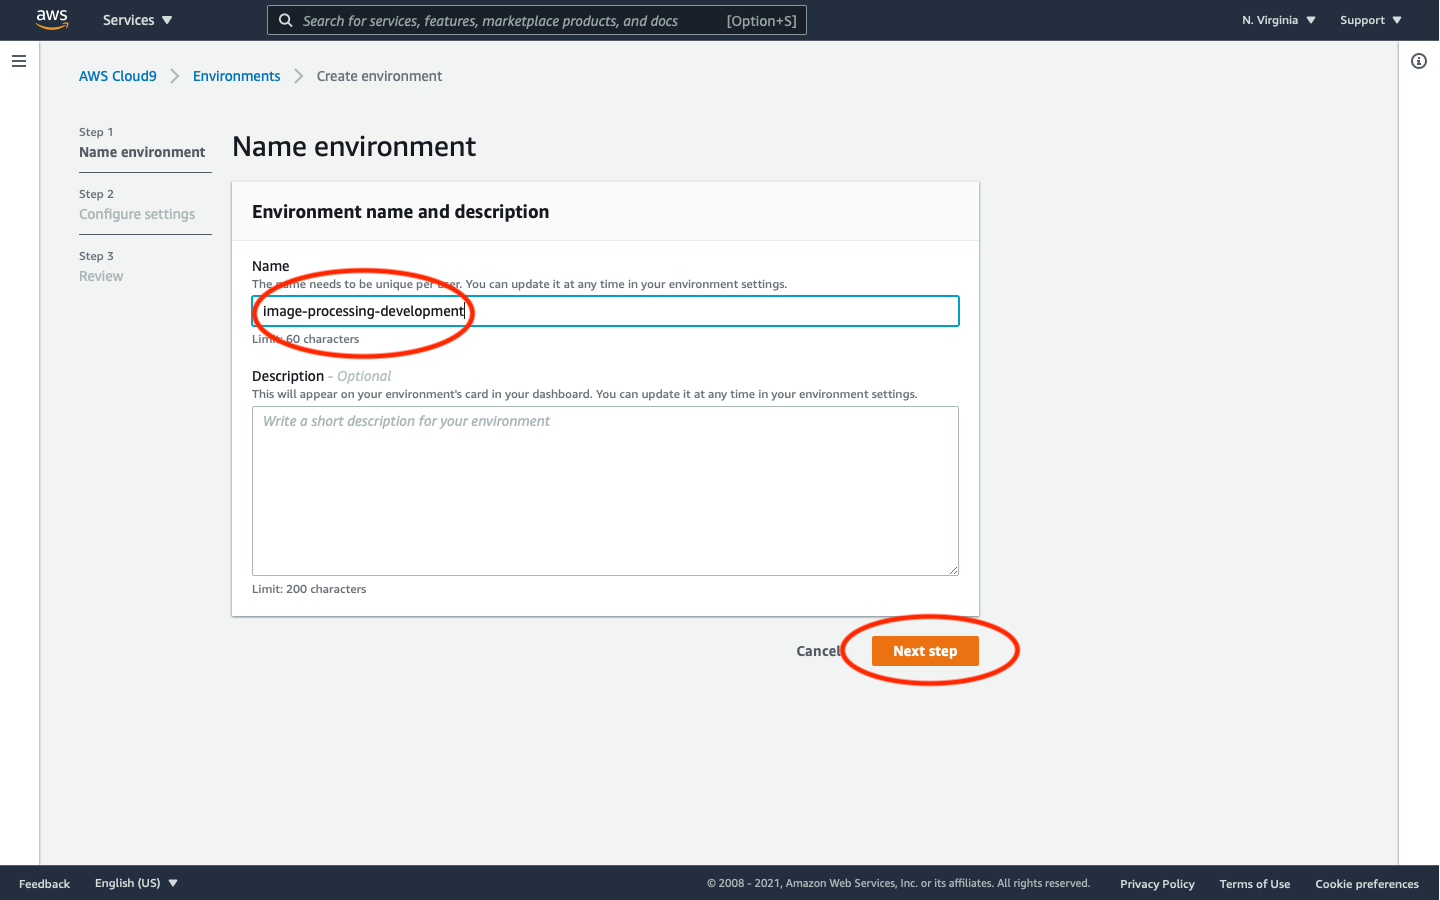 aws Services Search for services, features, marketplace products, and docs [Option+S] N. Virginia Support
AWS Cloud9 Environments Create environment
Step 1
Name environment
Step 2
Configure settings
Step 3
Review
Name environment
Environment name and description
Name
The name needs to be unique per user. You can update it at any time in your environment settings.
image-processing-development
Limit: 60 characters
Description - Optional
This will appear on your environment's card in your dashboard. You can update it at any time in your environment settings.
Write a short description for your environment
Limit: 200 characters
Cancel Next step
Feedback English (US) © 2008 - 2021, Amazon Web Services, Inc. or its affiliates. All rights reserved. Privacy Policy Terms of Use Cookie preferences